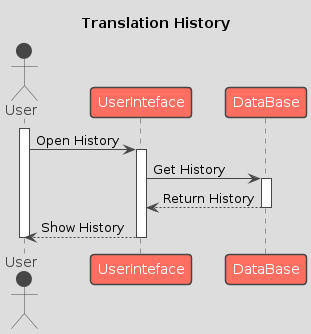 Translation History
User
UserInteface
DataBase
Open History
Get History
Return History
Show History
User
UserInteface
DataBase